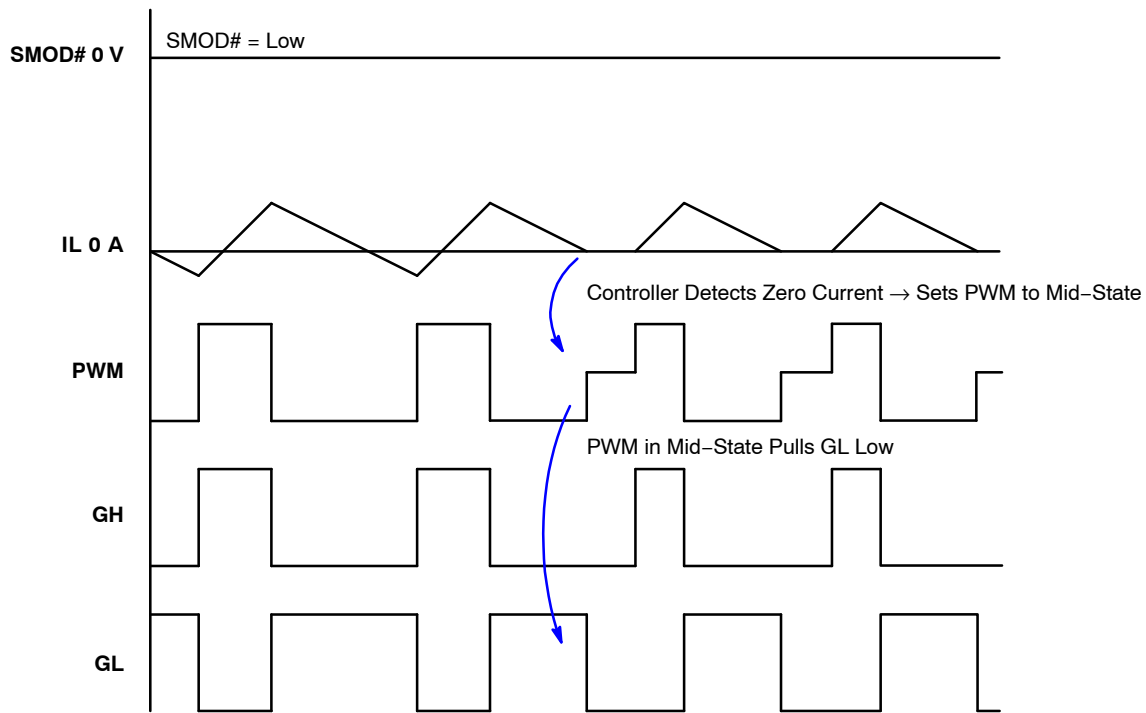 SMOD# = Low
SMOD# 0 V
IL 0 A
Controller Detects Zero Current → Sets PWM to Mid−State
PWM
PWM in Mid−State Pulls GL Low
GH
GL